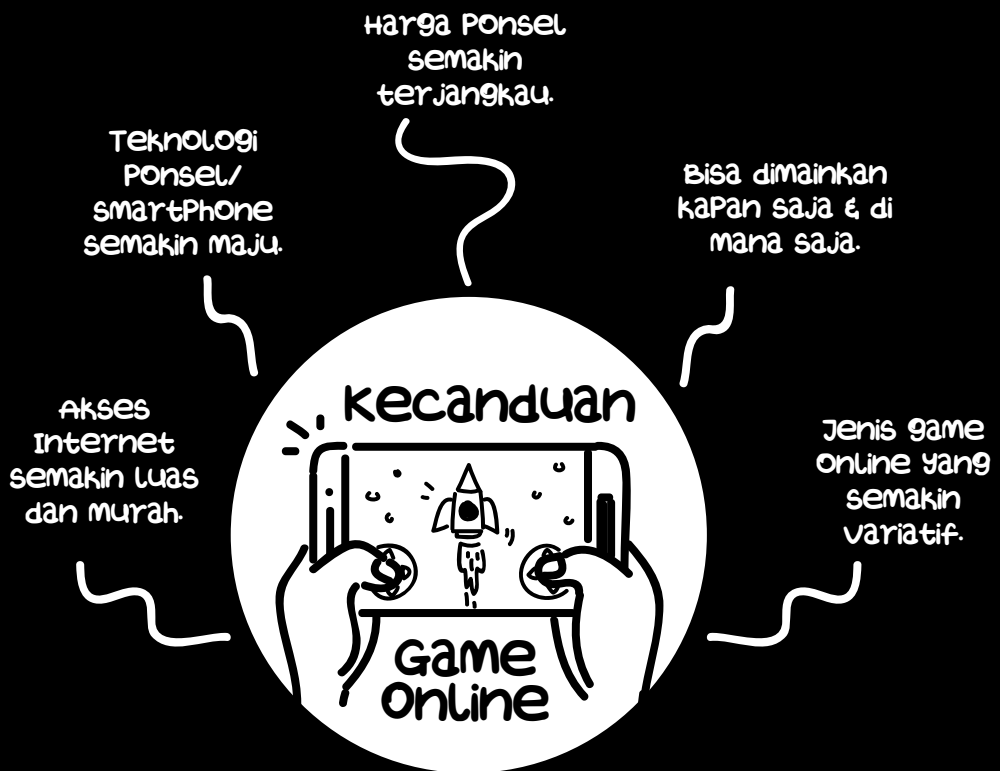 Harga Ponsel
semakin
terjangkau.
Teknologi
Ponsel/
smartphone
semakin maju.
Bisa dimainkan
kapan saja & di
mana saja.
Akses
Internet
semakin luas
dan murah.
Jenis game
online yang
semakin
variatif.
Kecanduan
Game
Online